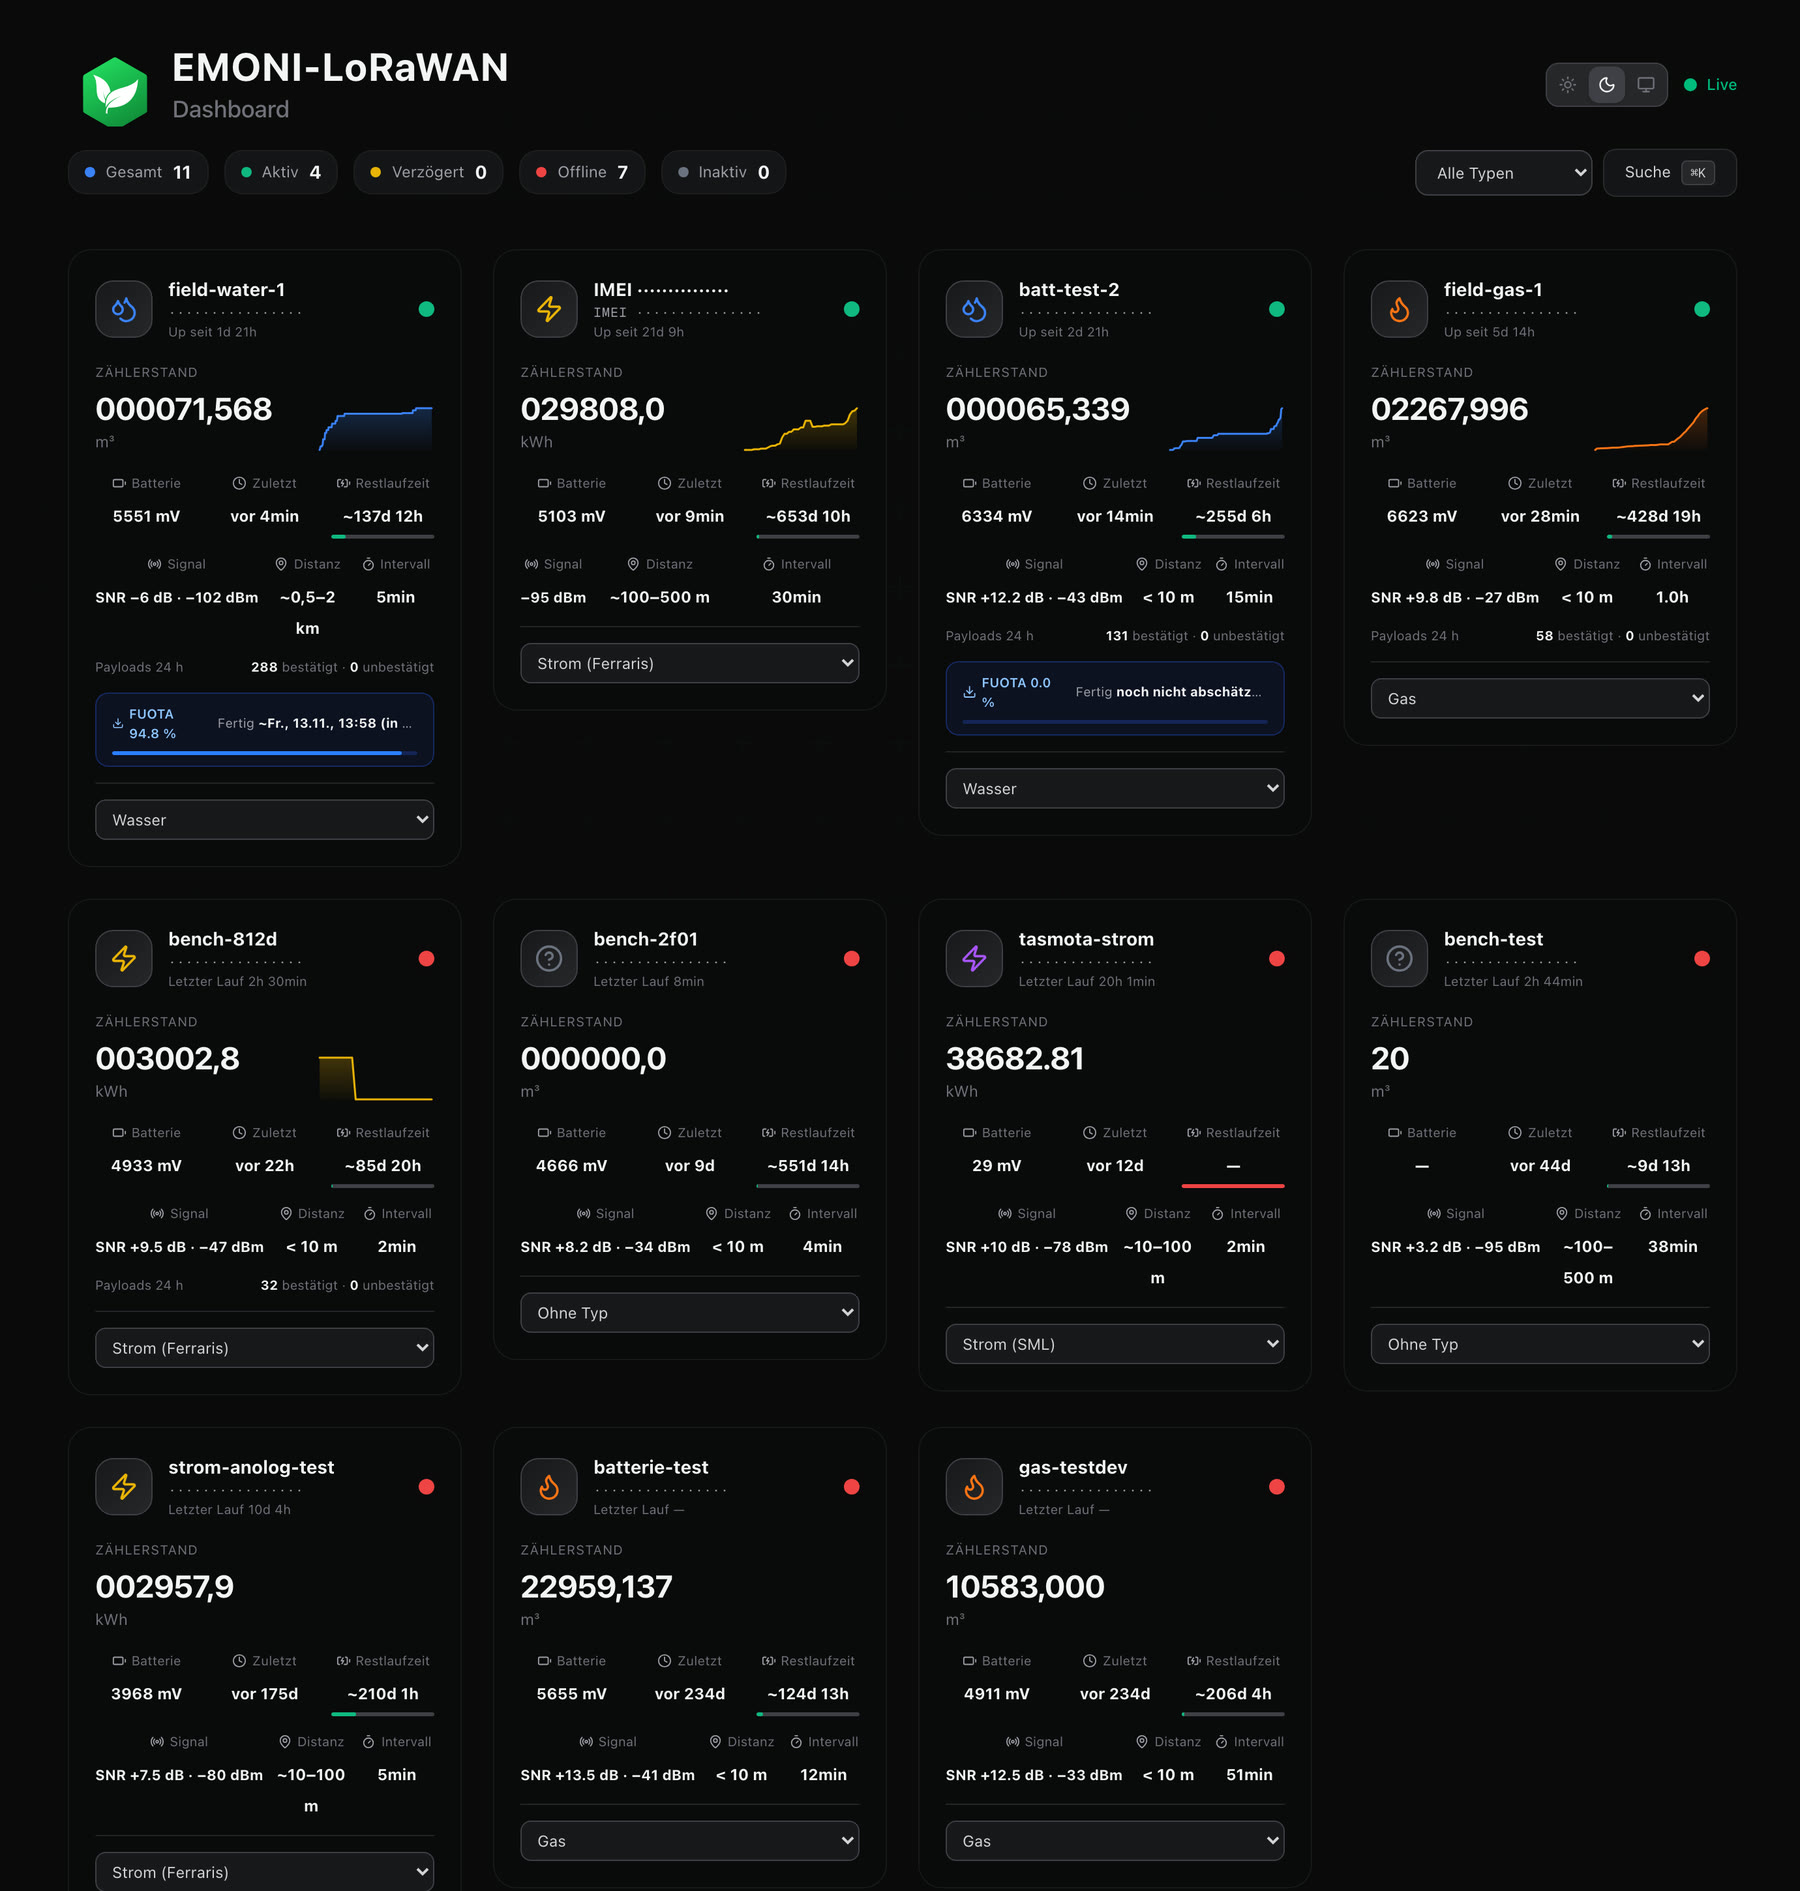 EMONI-LoRaWAN
Dashboard
Live
Gesamt 11
Aktiv 4
Verzögert 0
Offline 7
Inaktiv 0
Alle Typen
Suche ⌘K
field-water-1
················
Up seit 1d 21h
ZÄHLERSTAND
000071,568
m³
Batterie Zuletzt Restlaufzeit
5551 mV vor 4min ~137d 12h
Signal Distanz Intervall
SNR −6 dB · −102 dBm ~0,5–2 5min
km
Payloads 24 h 288 bestätigt · 0 unbestätigt
FUOTA
94.8 %
Fertig ~Fr., 13.11., 13:58 (in ...
Wasser
IMEI ···············
IMEI ···············
Up seit 21d 9h
ZÄHLERSTAND
029808,0
kWh
Batterie Zuletzt Restlaufzeit
5103 mV vor 9min ~653d 10h
Signal Distanz Intervall
−95 dBm ~100–500 m 30min
Strom (Ferraris)
batt-test-2
················
Up seit 2d 21h
ZÄHLERSTAND
000065,339
m³
Batterie Zuletzt Restlaufzeit
6334 mV vor 14min ~255d 6h
Signal Distanz Intervall
SNR +12.2 dB · −43 dBm < 10 m 15min
Payloads 24 h 131 bestätigt · 0 unbestätigt
FUOTA 0.0
%
Fertig noch nicht abschätz...
Wasser
field-gas-1
················
Up seit 5d 14h
ZÄHLERSTAND
02267,996
m³
Batterie Zuletzt Restlaufzeit
6623 mV vor 28min ~428d 19h
Signal Distanz Intervall
SNR +9.8 dB · −27 dBm < 10 m 1.0h
Payloads 24 h 58 bestätigt · 0 unbestätigt
Gas
bench-812d
················
Letzter Lauf 2h 30min
ZÄHLERSTAND
003002,8
kWh
Batterie Zuletzt Restlaufzeit
4933 mV vor 22h ~85d 20h
Signal Distanz Intervall
SNR +9.5 dB · −47 dBm < 10 m 2min
Payloads 24 h 32 bestätigt · 0 unbestätigt
Strom (Ferraris)
bench-2f01
················
Letzter Lauf 8min
ZÄHLERSTAND
000000,0
m³
Batterie Zuletzt Restlaufzeit
4666 mV vor 9d ~551d 14h
Signal Distanz Intervall
SNR +8.2 dB · −34 dBm < 10 m 4min
Ohne Typ
tasmota-strom
················
Letzter Lauf 20h 1min
ZÄHLERSTAND
38682.81
kWh
Batterie Zuletzt Restlaufzeit
29 mV vor 12d —
Signal Distanz Intervall
SNR +10 dB · −78 dBm ~10–100 2min
m
Strom (SML)
bench-test
················
Letzter Lauf 2h 44min
ZÄHLERSTAND
20
m³
Batterie Zuletzt Restlaufzeit
— vor 44d ~9d 13h
Signal Distanz Intervall
SNR +3.2 dB · −95 dBm ~100– 38min
500 m
Ohne Typ
strom-anolog-test
················
Letzter Lauf 10d 4h
ZÄHLERSTAND
002957,9
kWh
Batterie Zuletzt Restlaufzeit
3968 mV vor 175d ~210d 1h
Signal Distanz Intervall
SNR +7.5 dB · −80 dBm ~10–100 5min
m
Strom (Ferraris)
batterie-test
················
Letzter Lauf —
ZÄHLERSTAND
22959,137
m³
Batterie Zuletzt Restlaufzeit
5655 mV vor 234d ~124d 13h
Signal Distanz Intervall
SNR +13.5 dB · −41 dBm < 10 m 12min
Gas
gas-testdev
················
Letzter Lauf —
ZÄHLERSTAND
10583,000
m³
Batterie Zuletzt Restlaufzeit
4911 mV vor 234d ~206d 4h
Signal Distanz Intervall
SNR +12.5 dB · −33 dBm < 10 m 51min
Gas